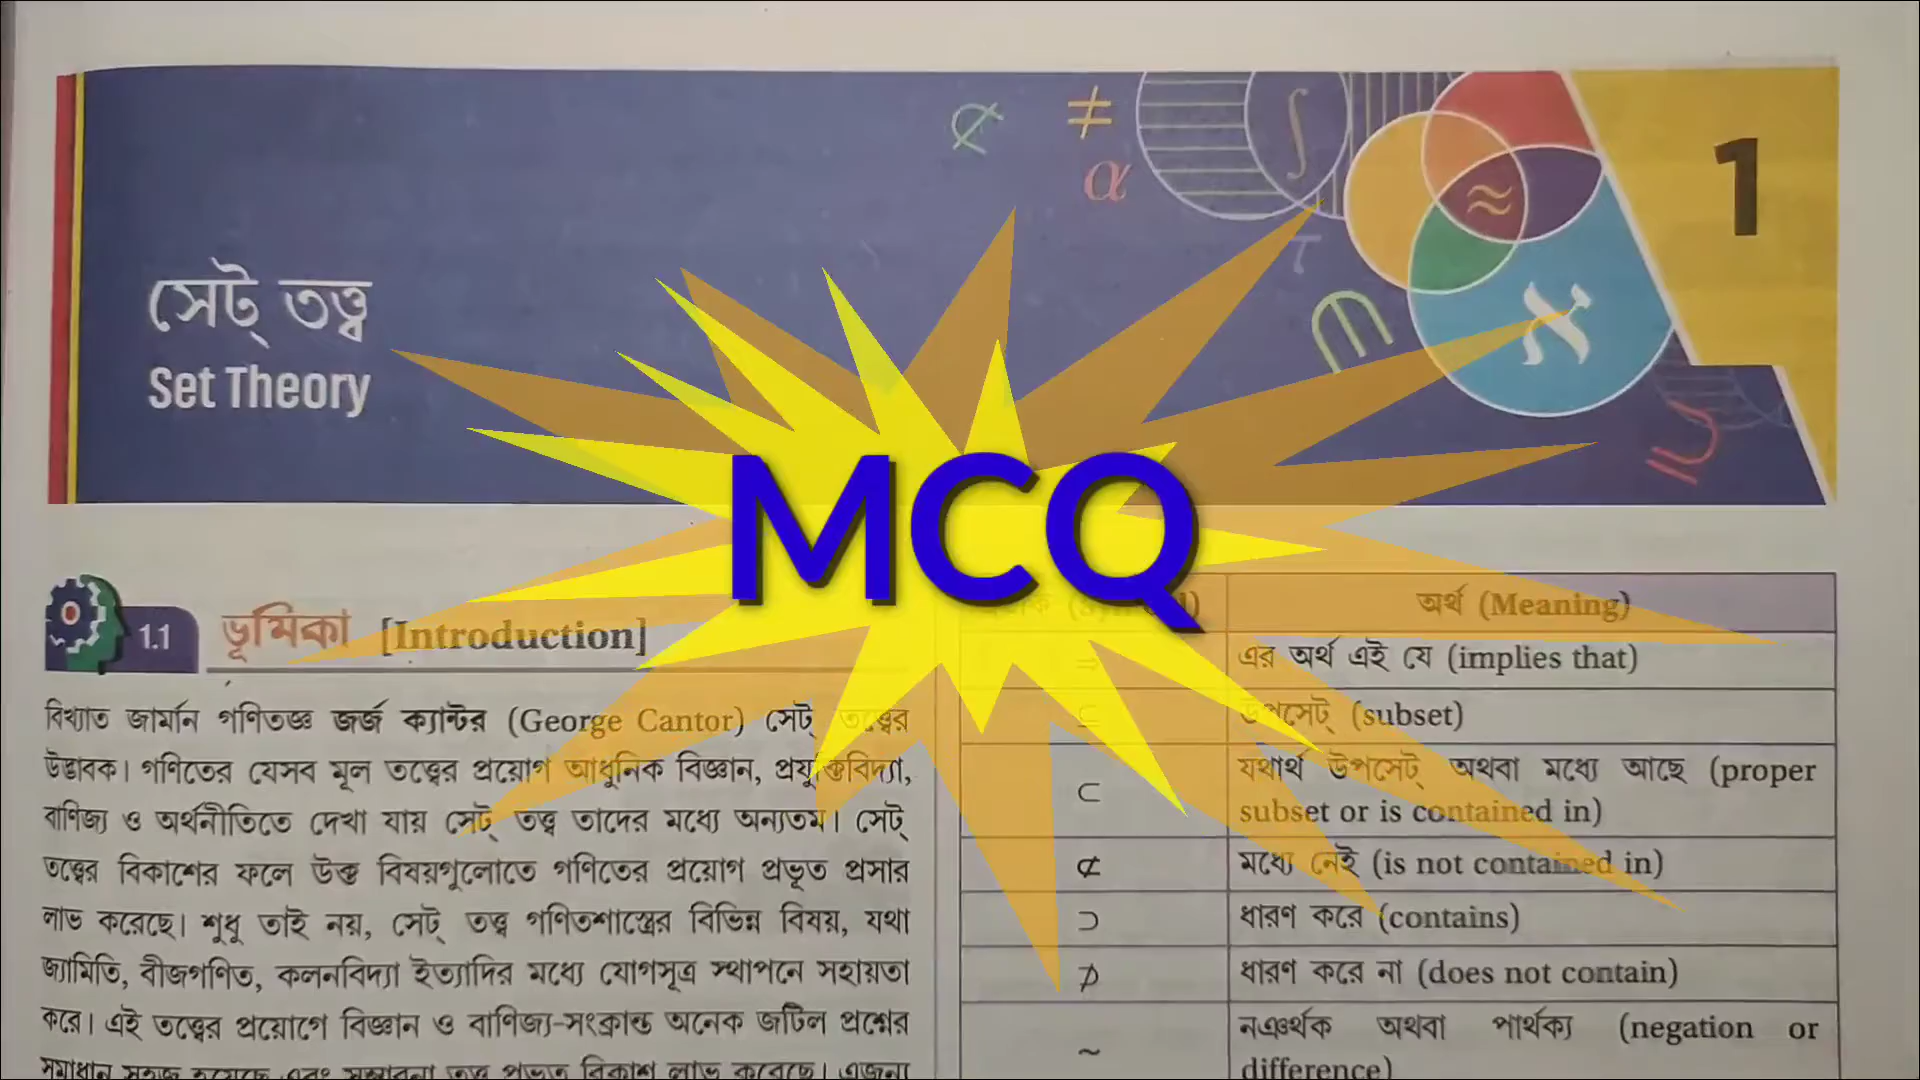 1
সেট্ তত্ত্ব
Set Theory
MCQ
1.1 ভূমিকা [Introduction]
বিখ্যাত জার্মান গণিতজ্ঞ জর্জ ক্যান্টর (George Cantor) সেট্ তত্ত্বের
উদ্ভাবক। গণিতের যেসব মূল তত্ত্বের প্রয়োগ আধুনিক বিজ্ঞান, প্রযুক্তিবিদ্যা,
বাণিজ্য ও অর্থনীতিতে দেখা যায় সেট্ তত্ত্ব তাদের মধ্যে অন্যতম। সেট্
তত্ত্বের বিকাশের ফলে উক্ত বিষয়গুলোতে গণিতের প্রয়োগ প্রভূত প্রসার
লাভ করেছে। শুধু তাই নয়, সেট্ তত্ত্ব গণিতশাস্ত্রের বিভিন্ন বিষয়, যথা
জ্যামিতি, বীজগণিত, কলনবিদ্যা ইত্যাদির মধ্যে যোগসূত্র স্থাপনে সহায়তা
করে। এই তত্ত্বের প্রয়োগে বিজ্ঞান ও বাণিজ্য-সংক্রান্ত অনেক জটিল প্রশ্নের
অর্থ (Meaning)
⇒ এর অর্থ এই যে (implies that)
⊆ উপসেট্ (subset)
⊂ যথার্থ উপসেট্ অথবা মধ্যে আছে (proper
subset or is contained in)
⊄ মধ্যে নেই (is not contained in)
⊃ ধারণ করে (contains)
⊅ ধারণ করে না (does not contain)
~ নঞর্থক অথবা পার্থক্য (negation or
difference)